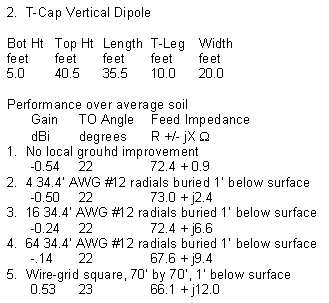 2. T-Cap Vertical Dipole
Bot Ht Top Ht Length T-Leg Width
feet feet feet feet feet
5.0 40.5 35.5 10.0 20.0
Performance over average soil
Gain TO Angle Feed Impedance
dBi degrees R +/- jX Ω
1. No local grouhd improvement
-0.54 22 72.4 + 0.9
2. 4 34.4' AWG #12 radials buried 1' below surface
-0.50 22 73.0 + j2.4
3. 16 34.4' AWG #12 radials buried 1' below surface
-0.24 22 72.4 + j6.6
4. 64 34.4' AWG #12 radials buried 1' below surface
-.14 22 67.6 + j9.4
5. Wire-grid square, 70' by 70', 1' below surface
0.53 23 66.1 + j12.0